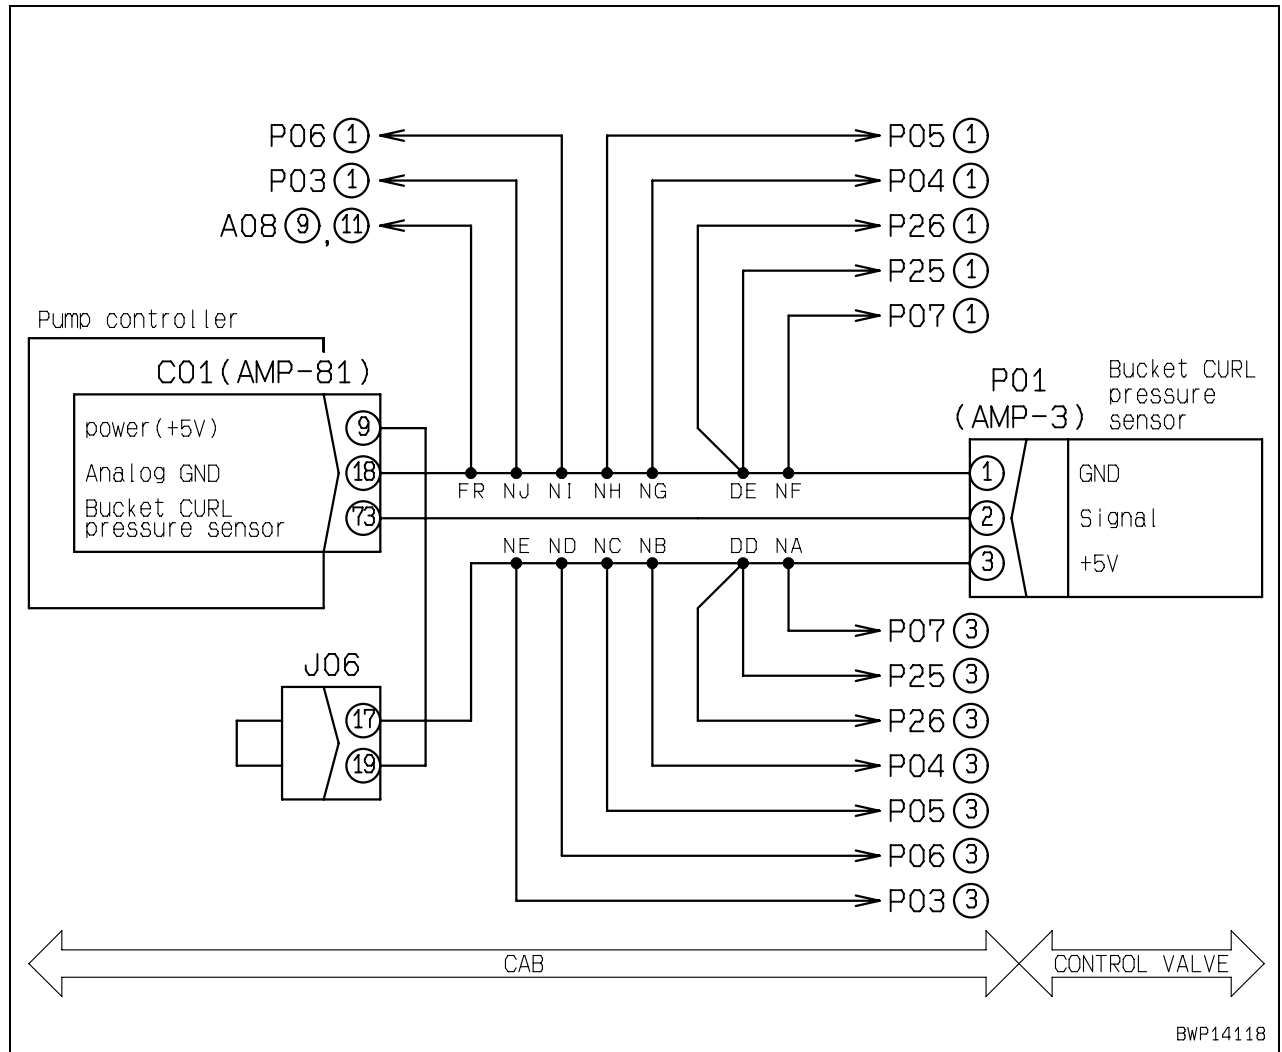 P06 ① P05 ①
P03 ① P04 ①
A08 ⑨, ⑪ P26 ①
P25 ①
P07 ①
Pump controller
C01(AMP-81)
power(+5V) ⑨
Analog GND ⑱
Bucket CURL
pressure sensor 73
P01
(AMP-3)
Bucket CURL
pressure
sensor
① GND
② Signal
③ +5V
FR NJ NI NH NG DE NF
NE ND NC NB DD NA
J06
⑰
⑲
P07 ③
P25 ③
P26 ③
P04 ③
P05 ③
P06 ③
P03 ③
CAB
CONTROL VALVE
BWP14118